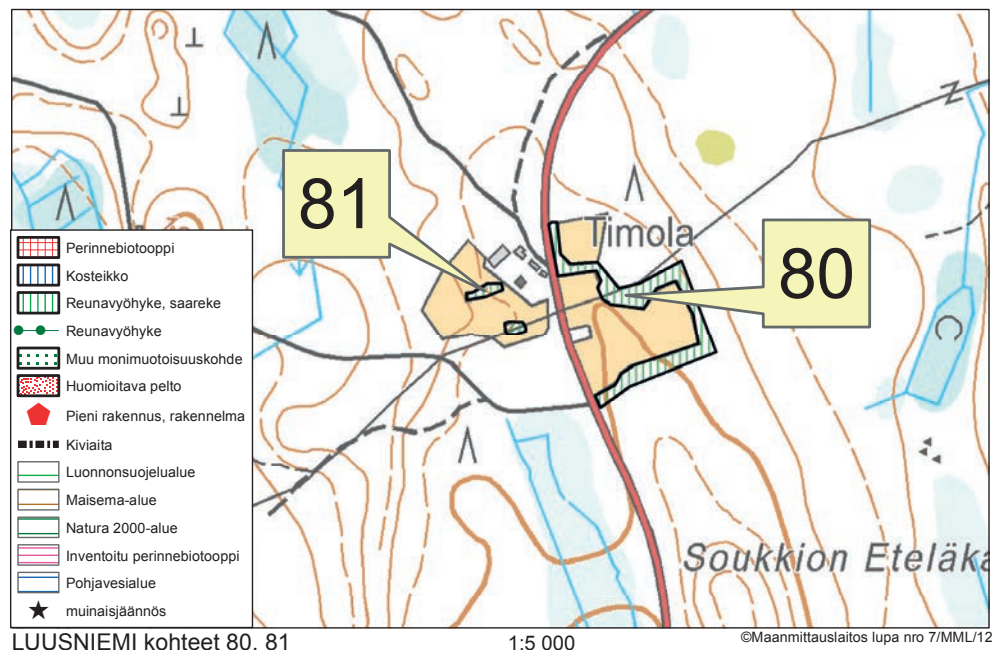 81
Timola
80
Perinnebiotooppi
Kosteikko
Reunavyöhyke, saareke
Reunavyöhyke
Muu monimuotoisuuskohde
Huomioitava pelto
Pieni rakennus, rakennelma
Kiviaita
Luonnonsuojelualue
Maisema-alue
Natura 2000-alue
Inventoitu perinnebiotooppi
Pohjavesialue
muinaisjäännös
Soukkion Eteläka
LUUSNIEMI kohteet 80, 81
1:5 000
©Maanmittauslaitos lupa nro 7/MML/12